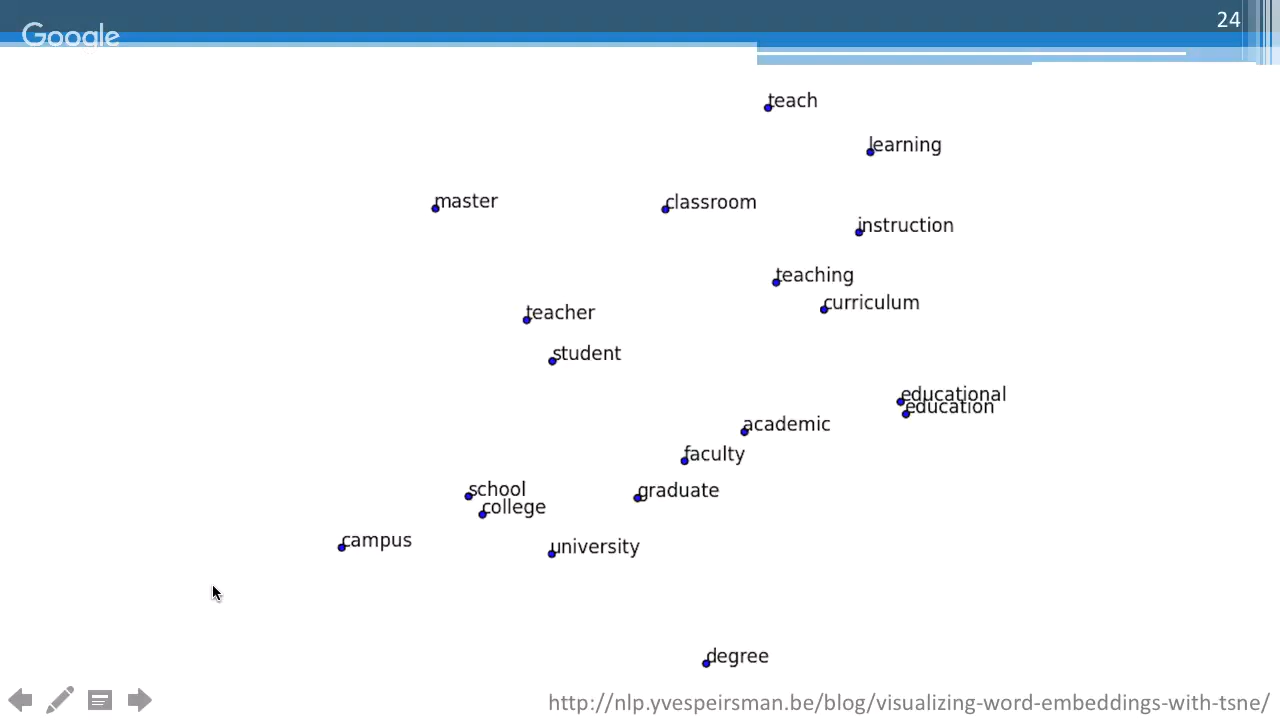 24
Google
teach
learning
master
classroom
instruction
teaching
curriculum
teacher
student
educational
education
academic
faculty
school
graduate
college
campus
university
degree
http://nlp.yvespeirsman.be/blog/visualizing-word-embeddings-with-tsne/